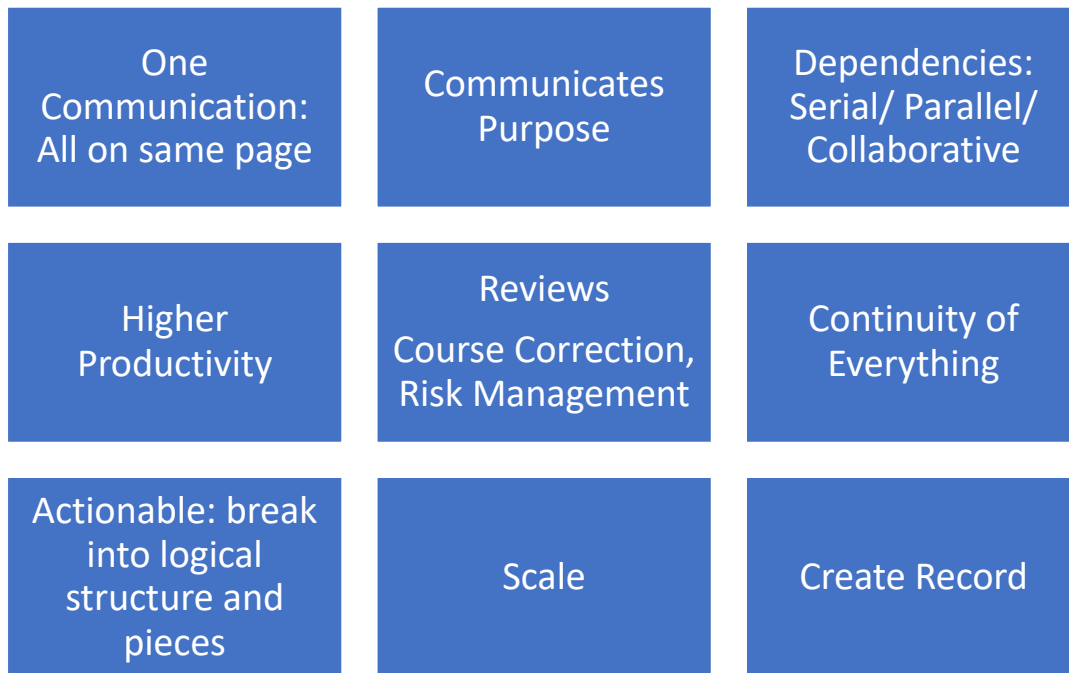 One
Communication:
All on same page
Communicates
Purpose
Dependencies:
Serial/ Parallel/
Collaborative
Higher
Productivity
Reviews
Course Correction,
Risk Management
Continuity of
Everything
Actionable: break
into logical
structure and
pieces
Scale
Create Record